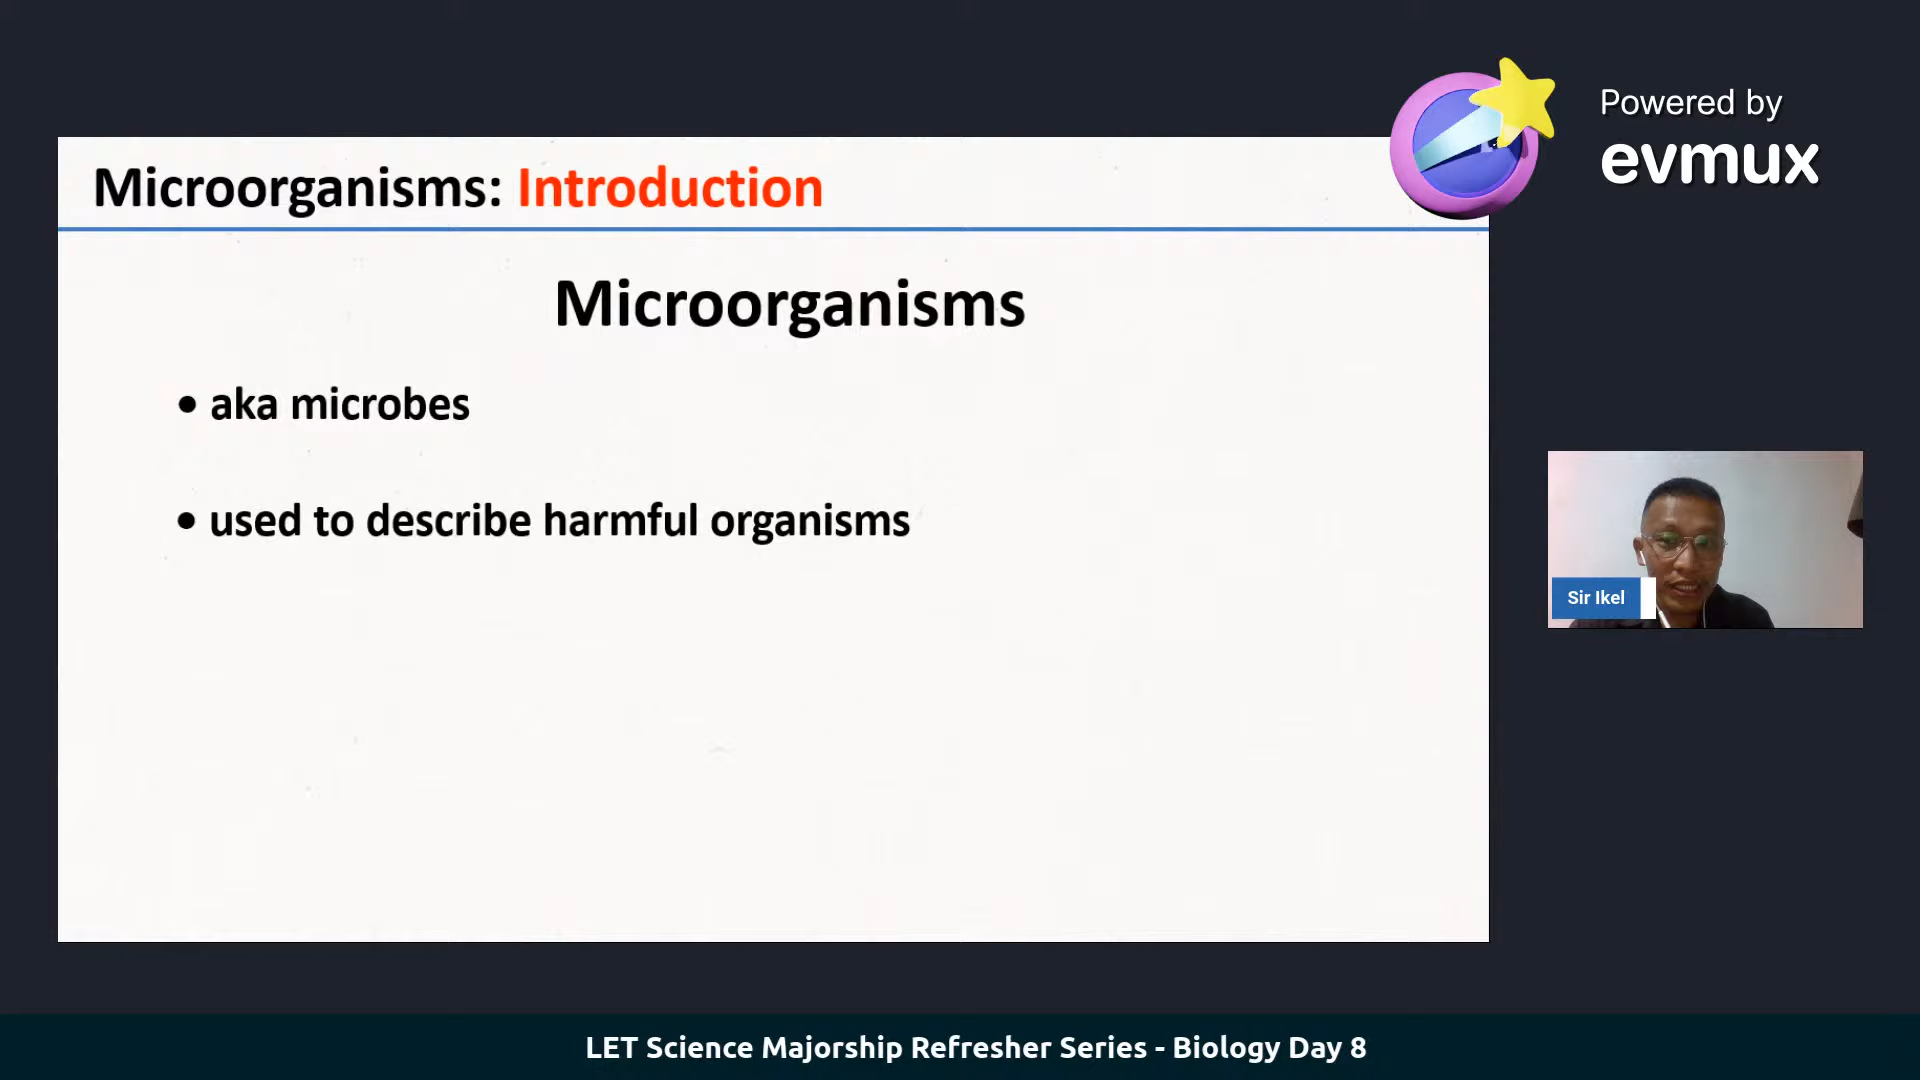 Powered by
evmux
Microorganisms: Introduction
Microorganisms
• aka microbes
• used to describe harmful organisms
Sir Ikel
LET Science Majorship Refresher Series - Biology Day 8